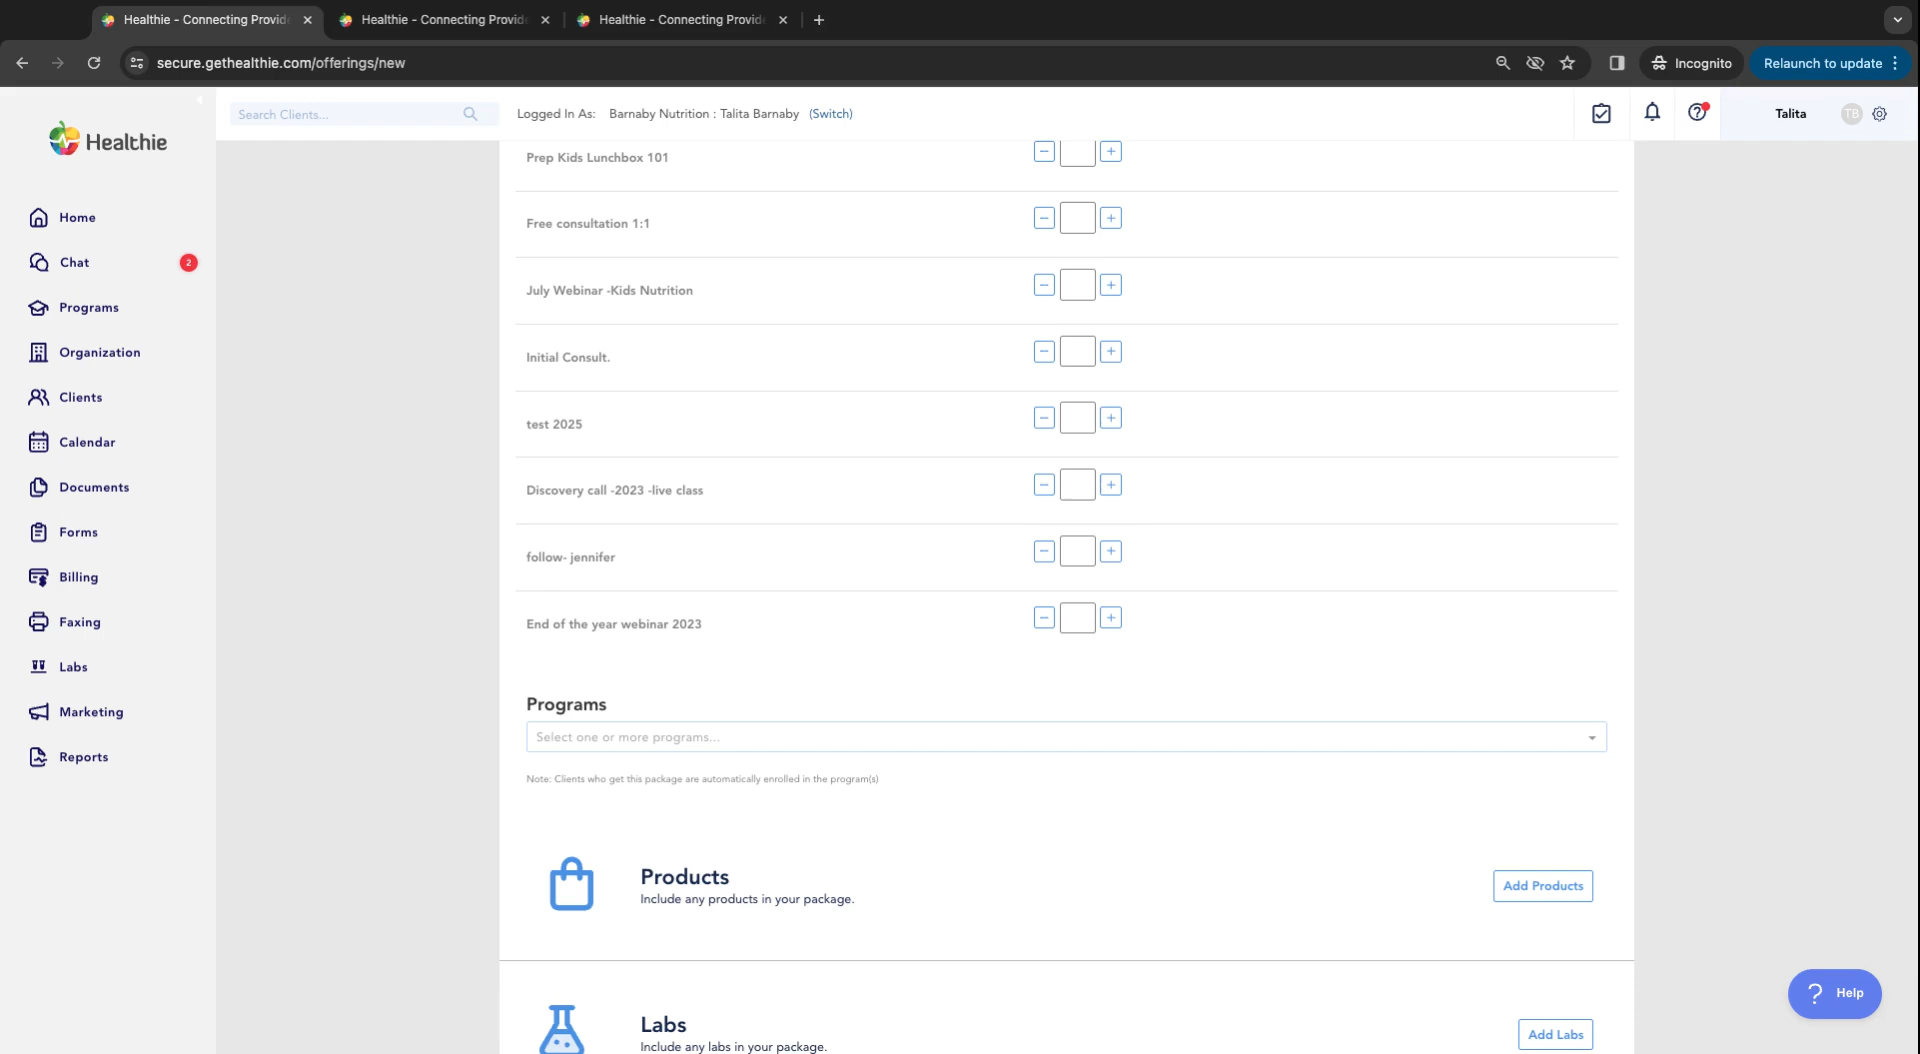 Healthie - Connecting Provid
Healthie - Connecting Provid
Healthie - Connecting Provid
secure.gethealthie.com/offerings/new
Incognito
Relaunch to update
Healthie
Search Clients...
Logged In As: Barnaby Nutrition : Talita Barnaby (Switch)
Talita
TB
Home
Chat
2
Programs
Organization
Clients
Calendar
Documents
Forms
Billing
Faxing
Labs
Marketing
Reports
Prep Kids Lunchbox 101
Free consultation 1:1
July Webinar -Kids Nutrition
Initial Consult.
test 2025
Discovery call -2023 -live class
follow- jennifer
End of the year webinar 2023
Programs
Select one or more programs...
Note: Clients who get this package are automatically enrolled in the program(s)
Products
Include any products in your package.
Add Products
Labs
Include any labs in your package.
Add Labs
? Help